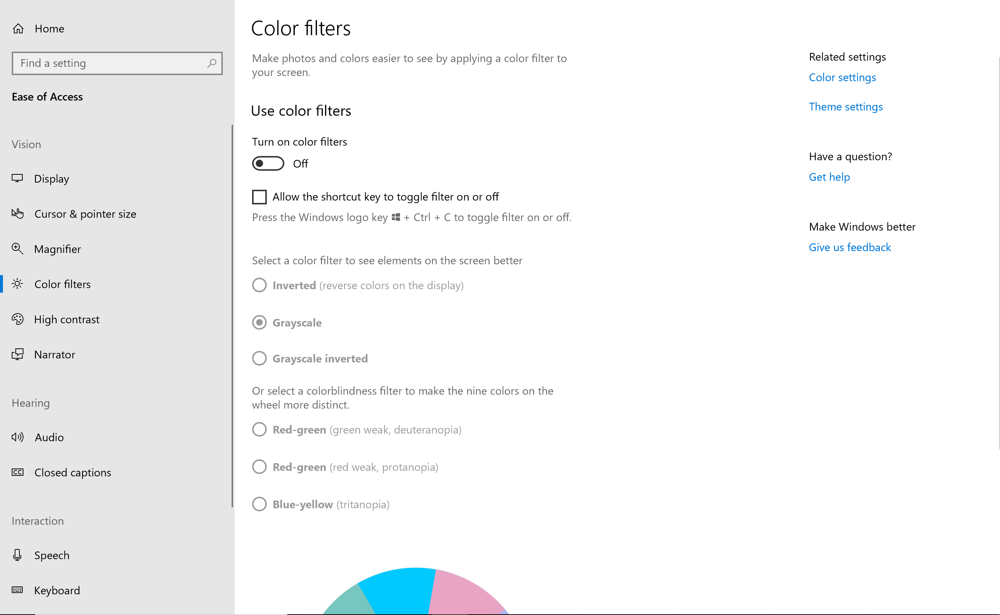 Home
Find a setting
Ease of Access
Vision
Display
Cursor & pointer size
Magnifier
Color filters
High contrast
Narrator
Hearing
Audio
CC
Closed captions
Interaction
Speech
Keyboard
Color filters
Make photos and colors easier to see by applying a color filter to
your screen.
Use color filters
Turn on color filters
Off
Allow the shortcut key to toggle filter on or off
Press the Windows logo key + Ctrl + C to toggle filter on or off.
Select a color filter to see elements on the screen better
Inverted (reverse colors on the display)
Grayscale
Grayscale inverted
Or select a colorblindness filter to make the nine colors on the
wheel more distinct.
Red-green (green weak, deuteranopia)
Red-green (red weak, protanopia)
Blue-yellow (tritanopia)
Related settings
Color settings
Theme settings
Have a question?
Get help
Make Windows better
Give us feedback